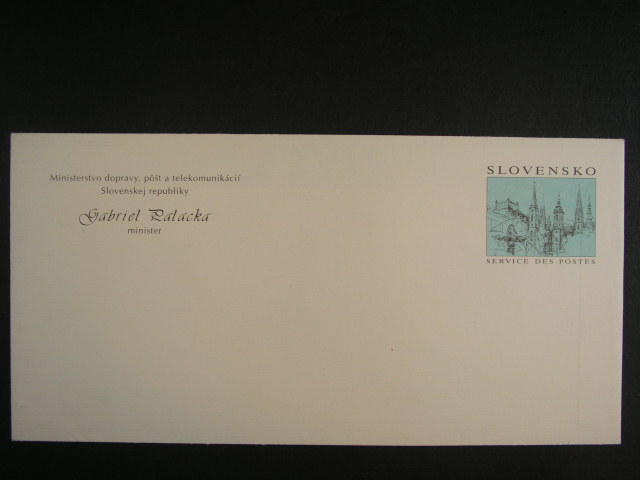 Ministerstvo dopravy, pôšt a telekomunikácií
Slovenskej republiky
Gabriel Palacka
minister
SLOVENSKO
SERVICE DES POSTES